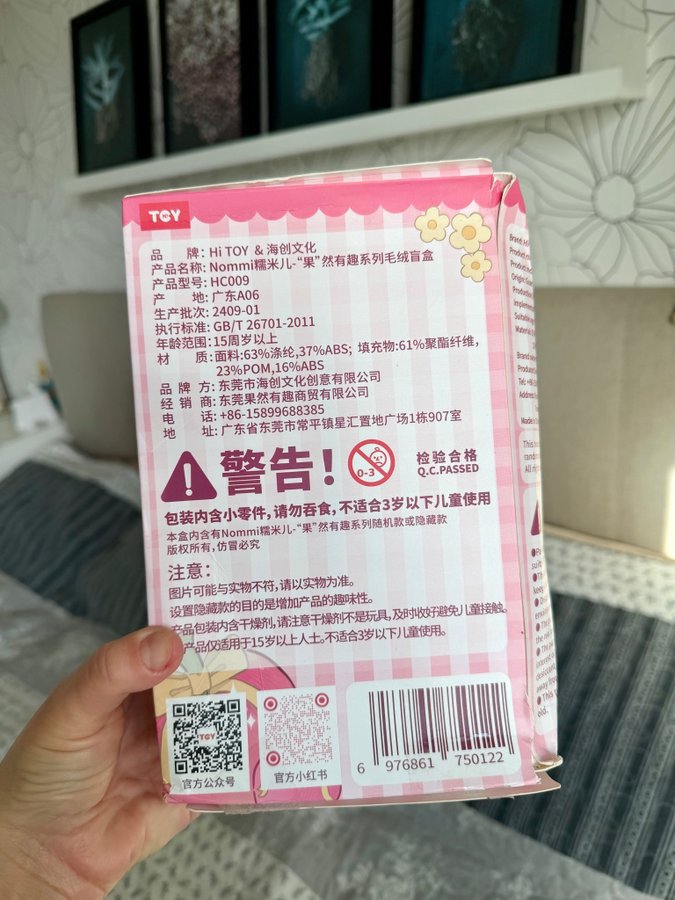 TOY
品 牌: Hi TOY & 海创文化
产品名称: Nommi糯米儿-“果”然有趣系列毛绒盲盒
产品型号: HC009
产 地: 广东A06
生产批次: 2409-01
执行标准: GB/T 26701-2011
年龄范围: 15周岁以上
材 质: 面料:63%涤纶,37%ABS; 填充物:61%聚酯纤维,
23%POM,16%ABS
品 牌 方: 东莞市海创文化创意有限公司
经 销 商: 东莞果然有趣商贸有限公司
电 话: +86-15899688385
地 址: 广东省东莞市常平镇星汇置地广场1栋907室
警告!
0-3
检验合格
Q.C.PASSED
包装内含小零件,请勿吞食,不适合3岁以下儿童使用
本盒内含有Nommi糯米儿-“果”然有趣系列随机款或隐藏款
版权所有,仿冒必究
注意:
图片可能与实物不符,请以实物为准。
设置隐藏款的目的是增加产品的趣味性。
产品包装内含干燥剂,请注意干燥剂不是玩具,及时收好避免儿童接触。
产品仅适用于15岁以上人士。不适合3岁以下儿童使用。
TOY
官方公众号
官方小红书
6 976861 750122
Brand
Product
Product
Origin:
Suitable
Materials
Brand
Tel: +86
Address
Made in
This
All
old.